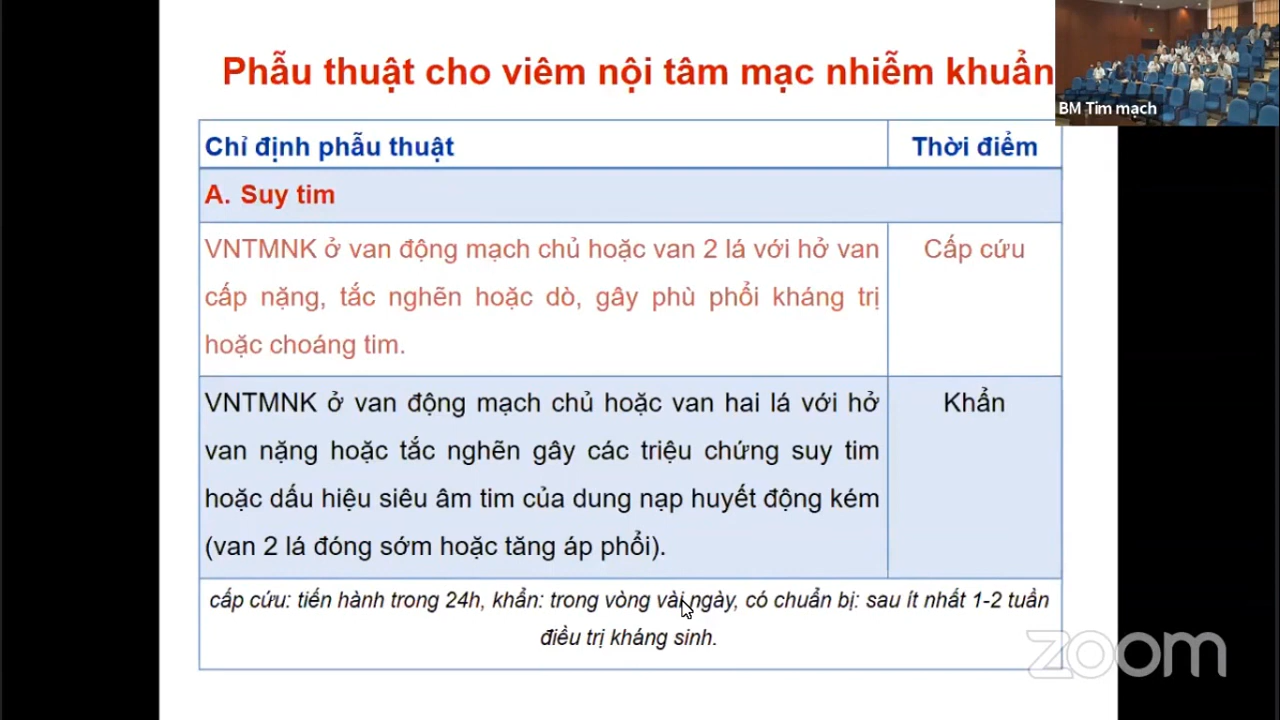 Phẫu thuật cho viêm nội tâm mạc nhiễm khuẩn
BM Tim mạch
Chỉ định phẫu thuật
Thời điểm
A. Suy tim
VNTMNK ở van động mạch chủ hoặc van 2 lá với hở van
cấp nặng, tắc nghẽn hoặc dò, gây phù phổi kháng trị
hoặc choáng tim.
Cấp cứu
VNTMNK ở van động mạch chủ hoặc van hai lá với hở
van nặng hoặc tắc nghẽn gây các triệu chứng suy tim
hoặc dấu hiệu siêu âm tim của dung nạp huyết động kém
(van 2 lá đóng sớm hoặc tăng áp phổi).
Khẩn
cấp cứu: tiến hành trong 24h, khẩn: trong vòng vài ngày, có chuẩn bị: sau ít nhất 1-2 tuần
điều trị kháng sinh.
zoom